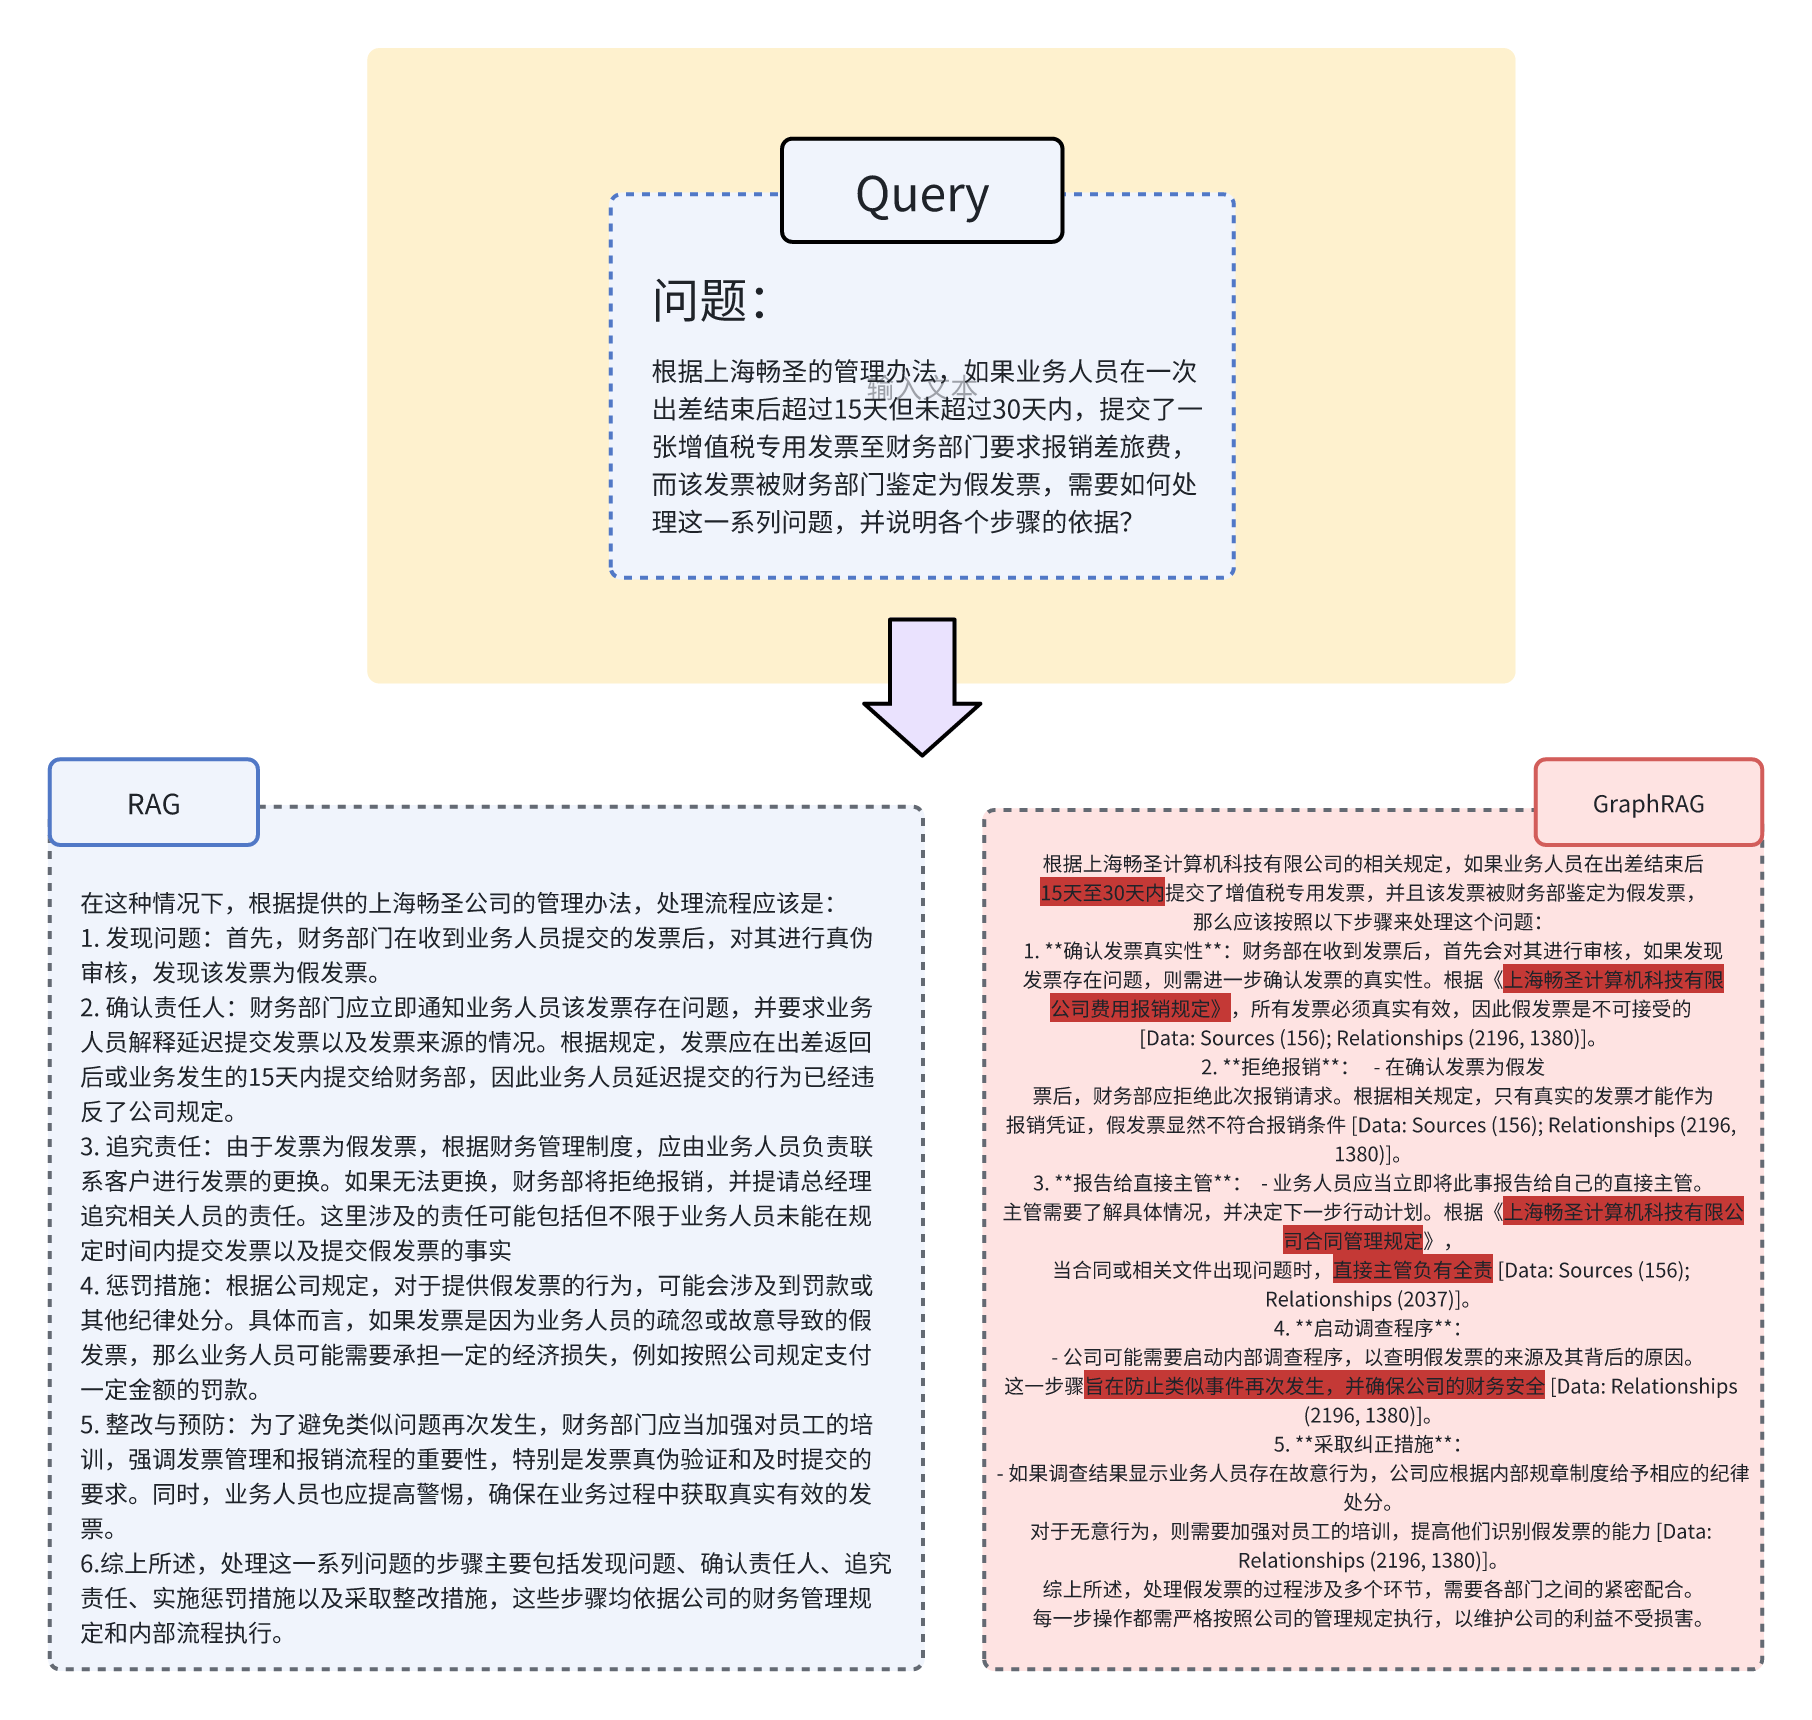 Query
问题：
输入文本
根据上海畅圣的管理办法，如果业务人员在一次
出差结束后超过15天但未超过30天内，提交了一
张增值税专用发票至财务部门要求报销差旅费，
而该发票被财务部门鉴定为假发票，需要如何处
理这一系列问题，并说明各个步骤的依据？
RAG
在这种情况下，根据提供的上海畅圣公司的管理办法，处理流程应该是：
1. 发现问题：首先，财务部门在收到业务人员提交的发票后，对其进行真伪
审核，发现该发票为假发票。
2. 确认责任人：财务部门应立即通知业务人员该发票存在问题，并要求业务
人员解释延迟提交发票以及发票来源的情况。根据规定，发票应在出差返回
后或业务发生的15天内提交给财务部，因此业务人员延迟提交的行为已经违
反了公司规定。
3. 追究责任：由于发票为假发票，根据财务管理制度，应由业务人员负责联
系客户进行发票的更换。如果无法更换，财务部将拒绝报销，并提请总经理
追究相关人员的责任。这里涉及的责任可能包括但不限于业务人员未能在规
定时间内提交发票以及提交假发票的事实
4. 惩罚措施：根据公司规定，对于提供假发票的行为，可能会涉及到罚款或
其他纪律处分。具体而言，如果发票是因为业务人员的疏忽或故意导致的假
发票，那么业务人员可能需要承担一定的经济损失，例如按照公司规定支付
一定金额的罚款。
5. 整改与预防：为了避免类似问题再次发生，财务部门应当加强对员工的培
训，强调发票管理和报销流程的重要性，特别是发票真伪验证和及时提交的
要求。同时，业务人员也应提高警惕，确保在业务过程中获取真实有效的发
票。
6.综上所述，处理这一系列问题的步骤主要包括发现问题、确认责任人、追究
责任、实施惩罚措施以及采取整改措施，这些步骤均依据公司的财务管理规
定和内部流程执行。
GraphRAG
根据上海畅圣计算机科技有限公司的相关规定，如果业务人员在出差结束后
15天至30天内提交了增值税专用发票，并且该发票被财务部鉴定为假发票，
那么应该按照以下步骤来处理这个问题：
1. **确认发票真实性**：财务部在收到发票后，首先会对其进行审核，如果发现
发票存在问题，则需进一步确认发票的真实性。根据《上海畅圣计算机科技有限
公司费用报销规定》，所有发票必须真实有效，因此假发票是不可接受的
[Data: Sources (156); Relationships (2196, 1380)]。
2. **拒绝报销**： - 在确认发票为假发
票后，财务部应拒绝此次报销请求。根据相关规定，只有真实的发票才能作为
报销凭证，假发票显然不符合报销条件 [Data: Sources (156); Relationships (2196,
1380)]。
3. **报告给直接主管**： - 业务人员应当立即将此事报告给自己的直接主管。
主管需要了解具体情况，并决定下一步行动计划。根据《上海畅圣计算机科技有限公
司合同管理规定》，
当合同或相关文件出现问题时，直接主管负有全责 [Data: Sources (156);
Relationships (2037)]。
4. **启动调查程序**：
- 公司可能需要启动内部调查程序，以查明假发票的来源及其背后的原因。
这一步骤旨在防止类似事件再次发生，并确保公司的财务安全 [Data: Relationships
(2196, 1380)]。
5. **采取纠正措施**：
- 如果调查结果显示业务人员存在故意行为，公司应根据内部规章制度给予相应的纪律
处分。
对于无意行为，则需要加强对员工的培训，提高他们识别假发票的能力 [Data:
Relationships (2196, 1380)]。
综上所述，处理假发票的过程涉及多个环节，需要各部门之间的紧密配合。
每一步操作都需严格按照公司的管理规定执行，以维护公司的利益不受损害。